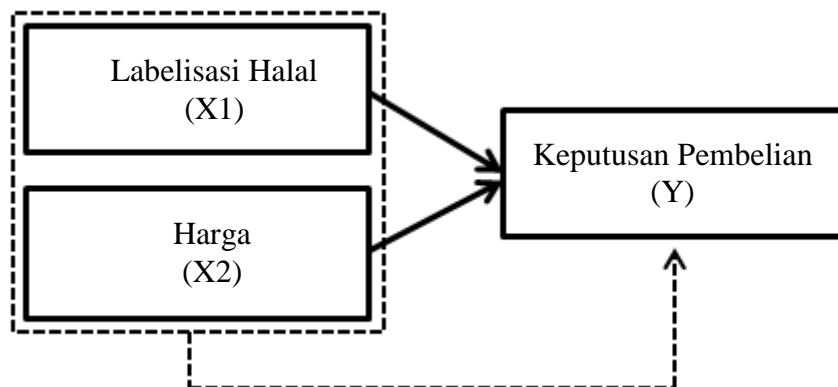 Labelisasi Halal
(X1)
Keputusan Pembelian
(Y)
Harga
(X2)